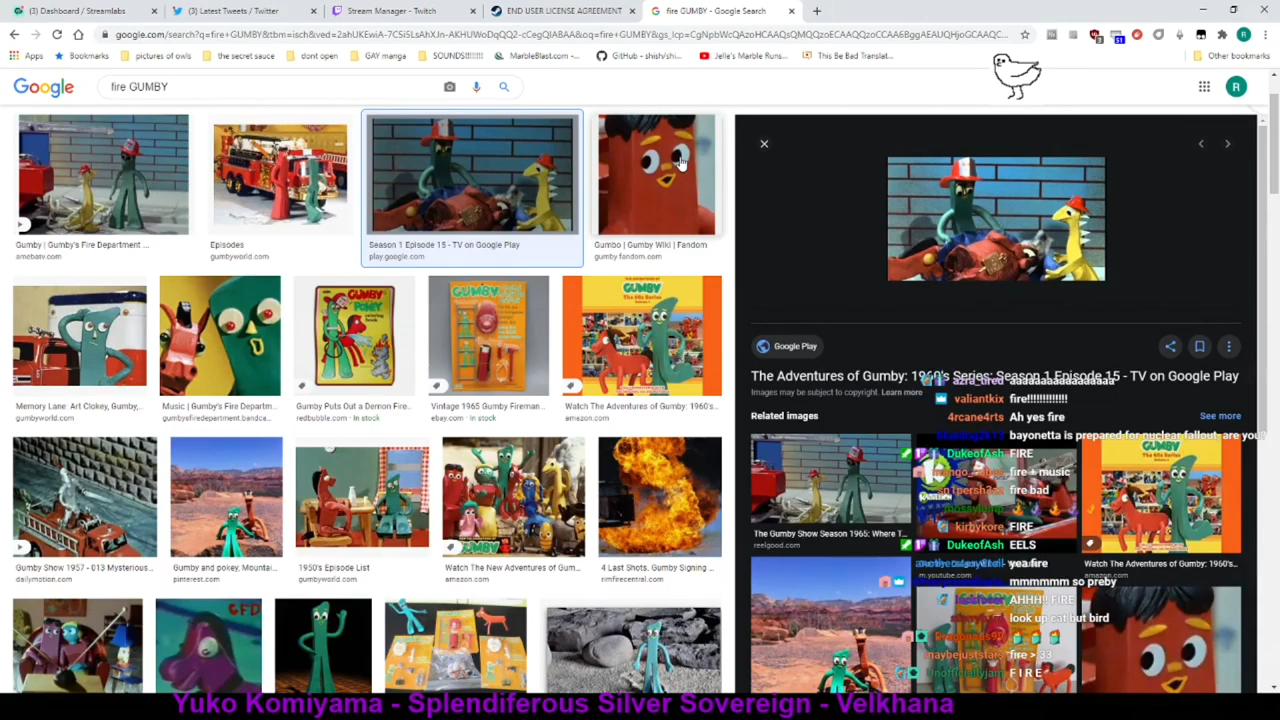 (3) Dashboard / Streamlabs
(3) Latest Tweets / Twitter
Stream Manager - Twitch
END USER LICENSE AGREEMENT
fire GUMBY - Google Search
Apps
Bookmarks
pictures of owls
the secret sauce
dont open
GAY manga
SOUNDS!!!!!!!
MarbleBlast.com -...
GitHub - shish/shi...
Jelle's Marble Runs...
This Be Bad Translat...
Other bookmarks
Google
fire GUMBY
R
Gumby | Gumby's Fire Department ...
amebatv.com
Episodes
gumbyworld.com
Season 1 Episode 15 - TV on Google Play
play.google.com
Gumbo | Gumby Wiki | Fandom
gumby.fandom.com
Memory Lane: Art Clokey, Gumby,...
gumbyworld.com
Music | Gumby's Fire Departm...
gumbysfiredepartment.bandca...
Gumby Puts Out a Demon Fire...
redbubble.com · In stock
Vintage 1965 Gumby Fireman...
ebay.com · In stock
Watch The Adventures of Gumby: 1960's...
amazon.com
Gumby Show 1957 - 013 Mysterious...
dailymotion.com
Gumby and pokey, Mountai...
pinterest.com
1950's Episode List
gumbyworld.com
Watch The New Adventures of Gum...
amazon.com
4 Last Shots. Gumby Signing ...
rimfirecentral.com
Google Play
The Adventures of Gumby: 1960's Series: Season 1 Episode 15 - TV on Google Play
Images may be subject to copyright. Learn more
azra_tired aaaaaaaaaaaaaaaa
valiantkix fire!!!!!!!!!!!!!
Related images
See more
4rcane4rts Ah yes fire
bayonetta is prepared for nuclear fallout, are you?
DukeofAsh FIRE
fire + music
fire bad
kirbykore FIRE
The Gumby Show Season 1965: Where T...
reelgood.com
DukeofAsh EELS
yea fire
m.youtube.com
Watch The Adventures of Gumby: 1960's...
amazon.com
mmmmmm so preby
AHHH!! FIRE
look up cat but bird
maybejuststars fire > 33
Unofficiallyjam F I R E
Yuko Komiyama - Splendiferous Silver Sovereign - Velkhana